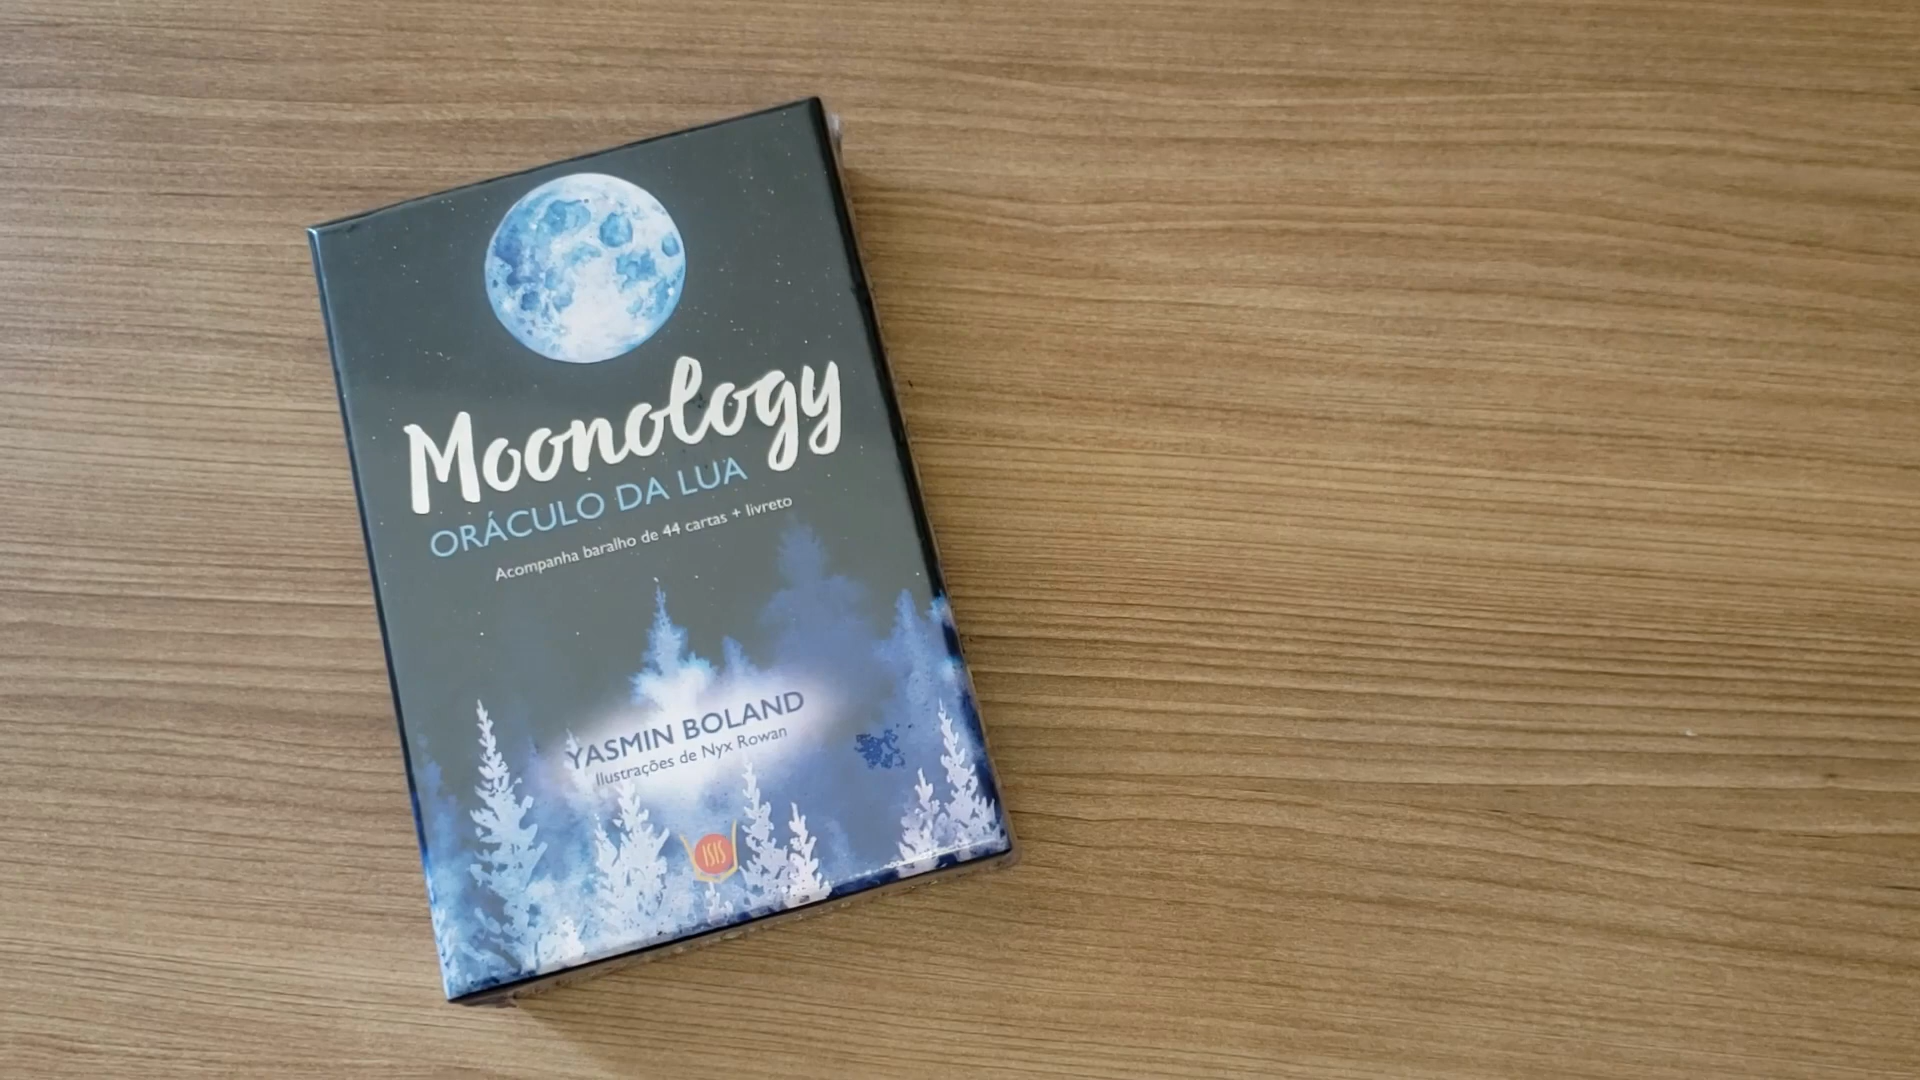 Moonology
ORÁCULO DA LUA
Acompanha baralho de 44 cartas + livreto
YASMIN BOLAND
Ilustrações de Nyx Rowan
ISIS